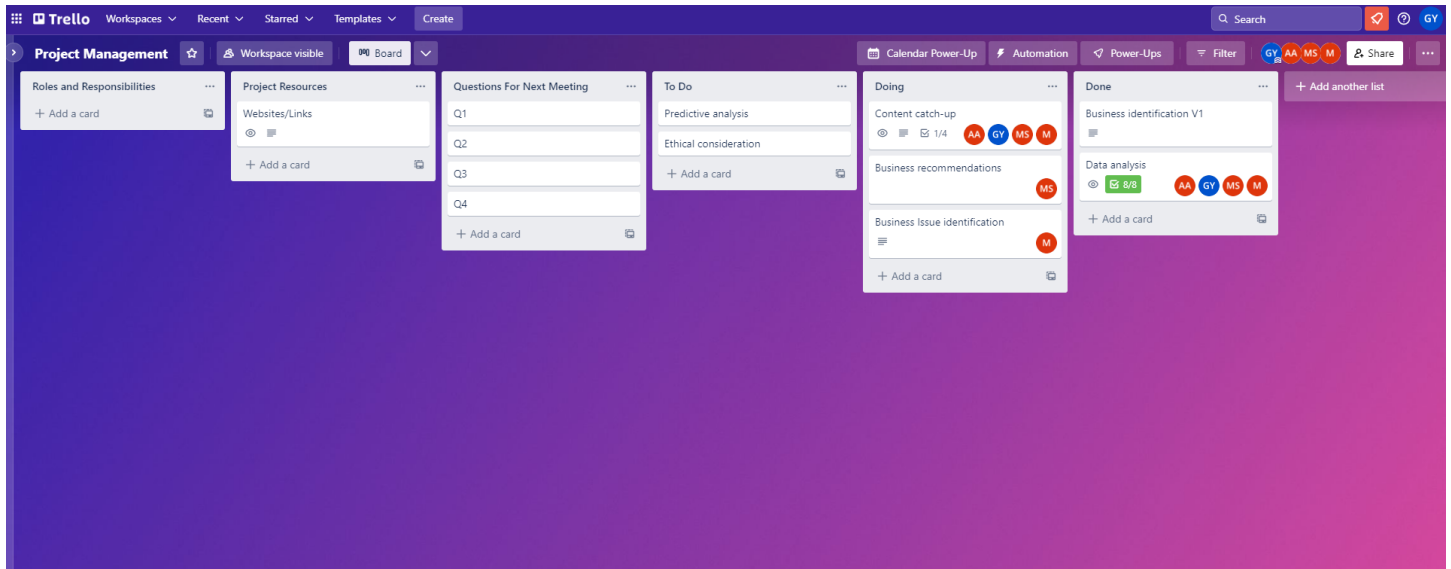 Trello Workspaces Recent Starred Templates Create Search GY
Project Management Workspace visible Board Calendar Power-Up Automation Power-Ups Filter GY AA MS M Share
Roles and Responsibilities
+ Add a card
Project Resources
Websites/Links
+ Add a card
Questions For Next Meeting
Q1
Q2
Q3
Q4
+ Add a card
To Do
Predictive analysis
Ethical consideration
+ Add a card
Doing
Content catch-up
1/4 AA GY MS M
Business recommendations
MS
Business Issue identification
M
+ Add a card
Done
Business identification V1
Data analysis
8/8 AA GY MS M
+ Add a card
+ Add another list